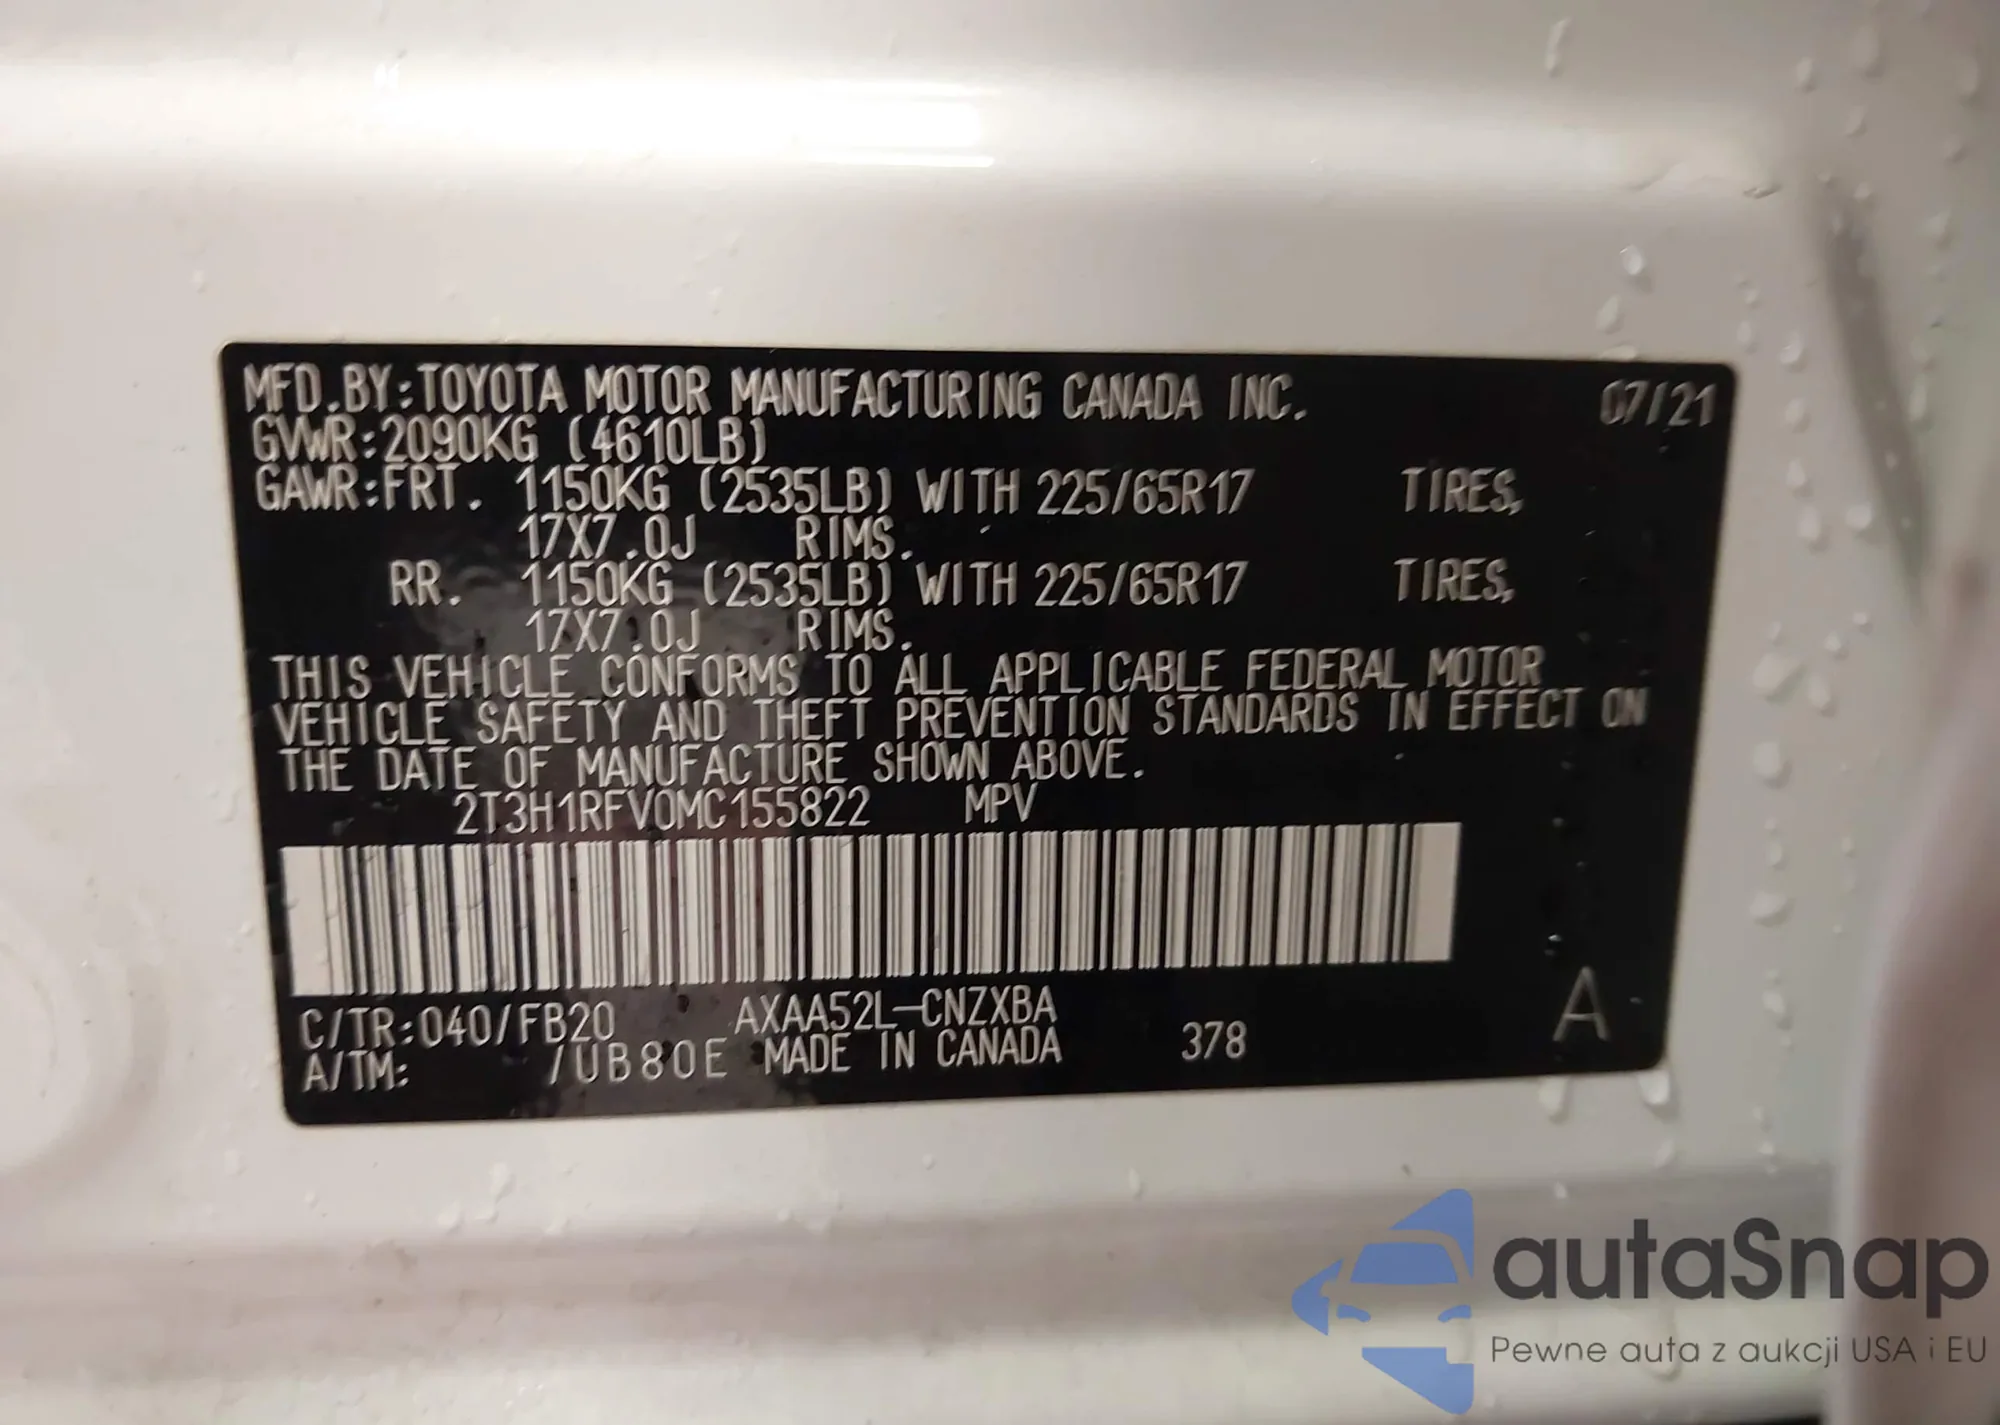 MFD.BY:TOYOTA MOTOR MANUFACTURING CANADA INC. 07/21
GVWR:2090KG (4610LB)
GAWR:FRT. 1150KG (2535LB) WITH 225/65R17 TIRES,
17X7.0J RIMS.
RR. 1150KG (2535LB) WITH 225/65R17 TIRES,
17X7.0J RIMS.
THIS VEHICLE CONFORMS TO ALL APPLICABLE FEDERAL MOTOR
VEHICLE SAFETY AND THEFT PREVENTION STANDARDS IN EFFECT ON
THE DATE OF MANUFACTURE SHOWN ABOVE.
2T3H1RFV0MC155822 MPV
C/TR:040/FB20 AXAA52L-CNZXBA
A/TM: /UB80E MADE IN CANADA 378 A
autaSnap
Pewne auta z aukcji USA i EU